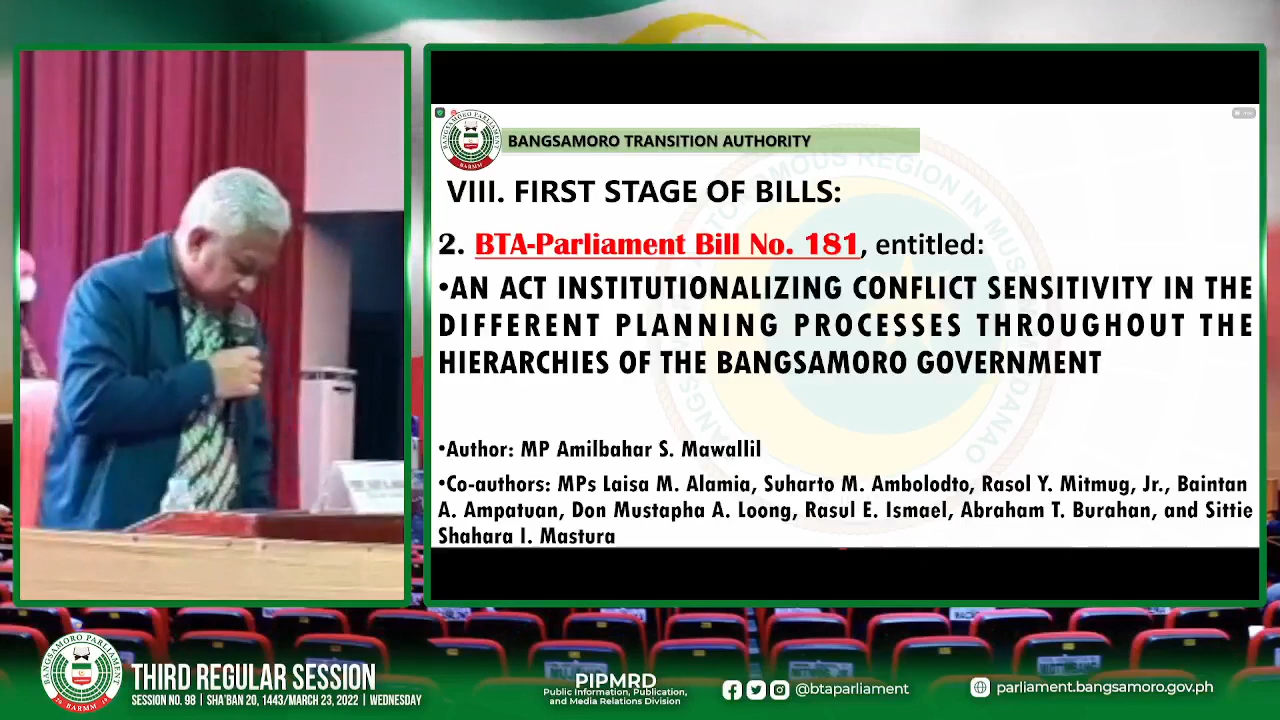 BANGSAMORO TRANSITION AUTHORITY
VIII. FIRST STAGE OF BILLS:
2. BTA-Parliament Bill No. 181, entitled:
•AN ACT INSTITUTIONALIZING CONFLICT SENSITIVITY IN THE
DIFFERENT PLANNING PROCESSES THROUGHOUT THE
HIERARCHIES OF THE BANGSAMORO GOVERNMENT
•Author: MP Amilbahar S. Mawallil
•Co-authors: MPs Laisa M. Alamia, Suharto M. Ambolodto, Rasol Y. Mitmug, Jr., Baintan
A. Ampatuan, Don Mustapha A. Loong, Rasul E. Ismael, Abraham T. Burahan, and Sittie
Shahara I. Mastura
BANGSAMORO PARLIAMENT
BARMM
THIRD REGULAR SESSION
SESSION NO. 98 | SHA'BAN 20, 1443/MARCH 23, 2022 | WEDNESDAY
PIPMRD
Public Information, Publication,
and Media Relations Division
@btaparliament
parliament.bangsamoro.gov.ph